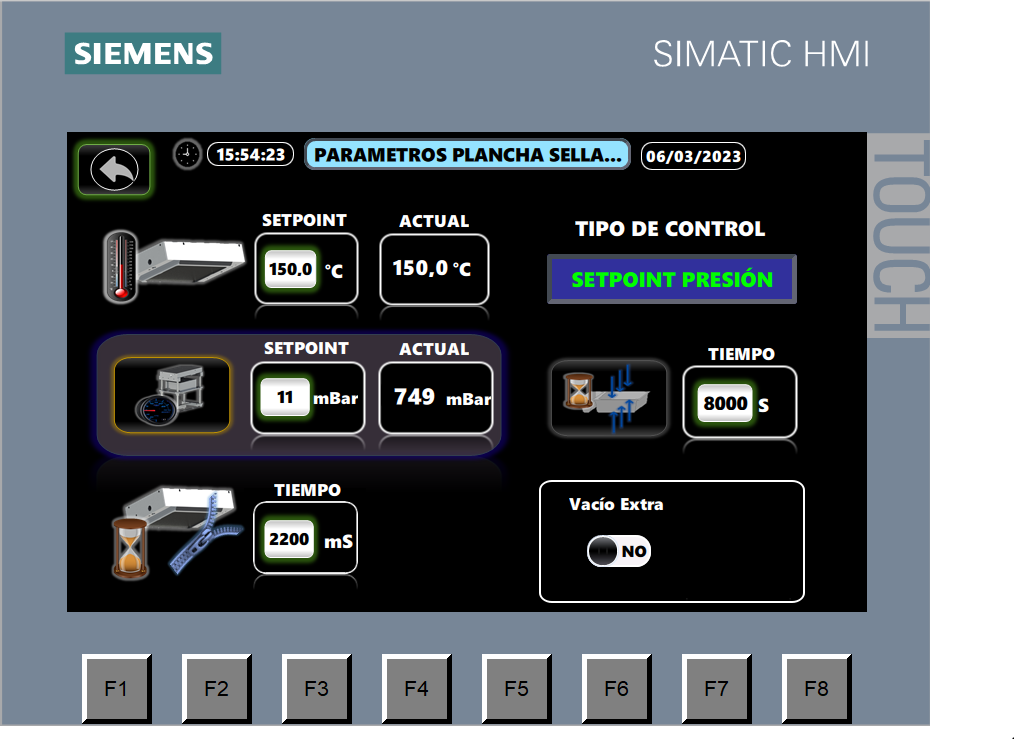 SIEMENS
SIMATIC HMI
TOUCH
15:54:23
PARAMETROS PLANCHA SELLA...
06/03/2023
SETPOINT
ACTUAL
150.0 °C
150,0 °C
TIPO DE CONTROL
SETPOINT PRESIÓN
SETPOINT
ACTUAL
11 mBar
749 mBar
TIEMPO
8000 S
TIEMPO
2200 mS
Vacío Extra
NO
F1
F2
F3
F4
F5
F6
F7
F8